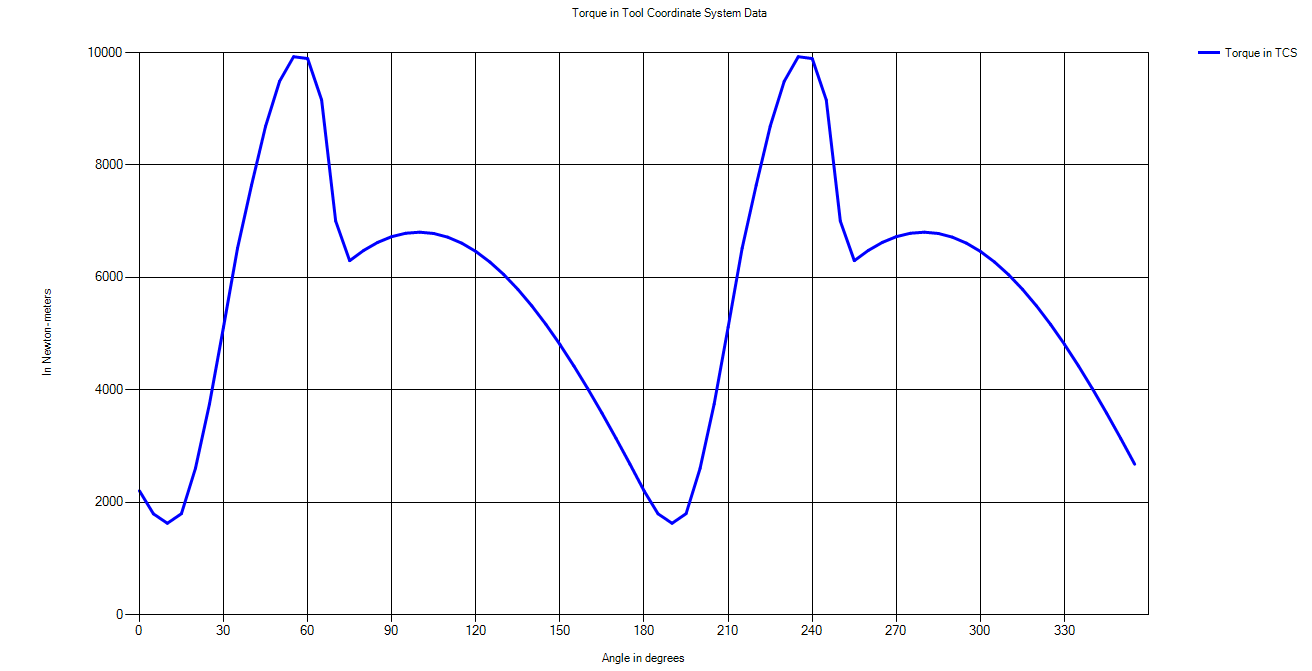 Torque in Tool Coordinate System Data
Torque in TCS
10000
8000
6000
4000
2000
0
In Newton-meters
0 30 60 90 120 150 180 210 240 270 300 330
Angle in degrees